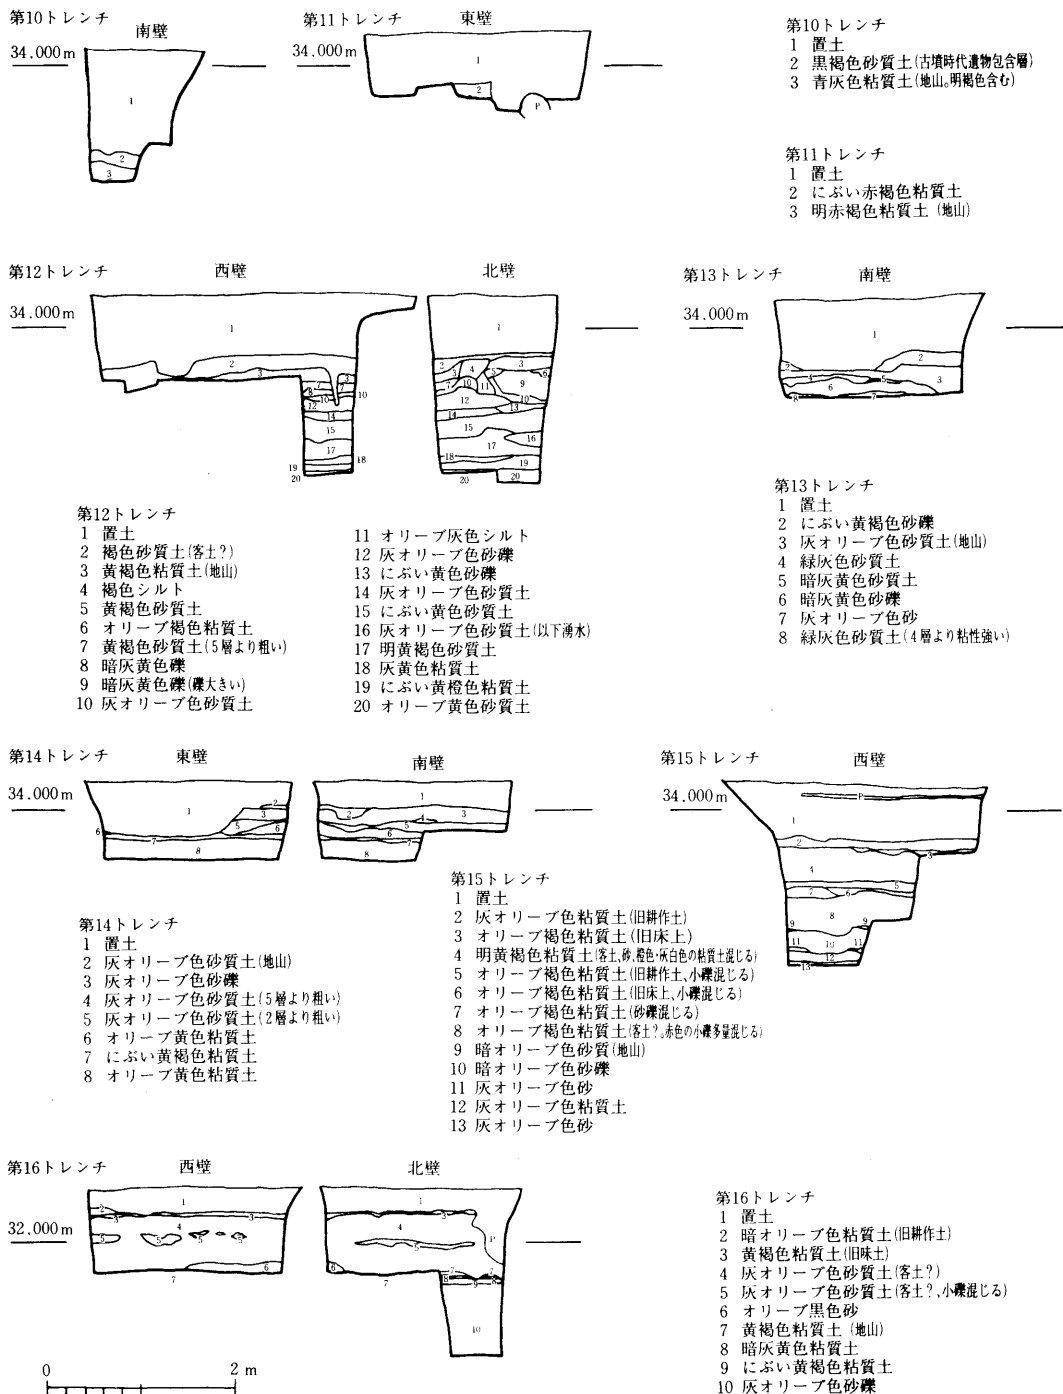 第10トレンチ 南壁
34.000m
1
2
3
第11トレンチ 東壁
34.000m
1
2
P
第10トレンチ
1 置土
2 黒褐色砂質土(古墳時代遺物包含層)
3 青灰色粘質土(地山。明褐色含む)
第11トレンチ
1 置土
2 にぶい赤褐色粘質土
3 明赤褐色粘質土(地山)
第12トレンチ 西壁 北壁
34.000m
第13トレンチ 南壁
34.000m
第12トレンチ
1 置土
2 褐色砂質土(客土?)
3 黄褐色粘質土(地山)
4 褐色シルト
5 黄褐色砂質土
6 オリーブ褐色粘質土
7 黄褐色砂質土(5層より粗い)
8 暗灰黄色礫
9 暗灰黄色礫(礫大きい)
10 灰オリーブ色砂質土
11 オリーブ灰色シルト
12 灰オリーブ色砂礫
13 にぶい黄色砂礫
14 灰オリーブ色砂質土
15 にぶい黄色砂質土
16 灰オリーブ色砂質土(以下湧水)
17 明黄褐色砂質土
18 灰黄色粘質土
19 にぶい黄橙色粘質土
20 オリーブ黄色砂質土
第13トレンチ
1 置土
2 にぶい黄褐色砂礫
3 灰オリーブ色砂質土(地山)
4 緑灰色砂質土
5 暗灰黄色砂質土
6 暗灰黄色砂礫
7 灰オリーブ色砂
8 緑灰色砂質土(4層より粘性強い)
第14トレンチ 東壁 南壁
34.000m
第15トレンチ 西壁
34.000m
第14トレンチ
1 置土
2 灰オリーブ色砂質土(地山)
3 灰オリーブ色砂礫
4 灰オリーブ色砂質土(5層より粗い)
5 灰オリーブ色砂質土(2層より粗い)
6 オリーブ黄色粘質土
7 にぶい黄褐色粘質土
8 オリーブ黄色粘質土
第15トレンチ
1 置土
2 灰オリーブ色粘質土(旧耕作土)
3 オリーブ褐色粘質土(旧床上)
4 明黄褐色粘質土(客土、砂、橙色・灰白色の粘質土混じる)
5 オリーブ褐色粘質土(旧耕作土、小礫混じる)
6 オリーブ褐色粘質土(旧床上、小礫混じる)
7 オリーブ褐色粘質土(砂礫混じる)
8 オリーブ褐色粘質土(客土?。赤色の小礫多量混じる)
9 暗オリーブ色砂質(地山)
10 暗オリーブ色砂礫
11 灰オリーブ色砂
12 灰オリーブ色粘質土
13 灰オリーブ色砂
第16トレンチ 西壁 北壁
32.000m
第16トレンチ
1 置土
2 暗オリーブ色粘質土(旧耕作土)
3 黄褐色粘質土(旧味土)
4 灰オリーブ色砂質土(客土?)
5 灰オリーブ色砂質土(客土?、小礫混じる)
6 オリーブ黒色砂
7 黄褐色粘質土(地山)
8 暗灰黄色粘質土
9 にぶい黄褐色粘質土
10 灰オリーブ色砂礫
0 2 m